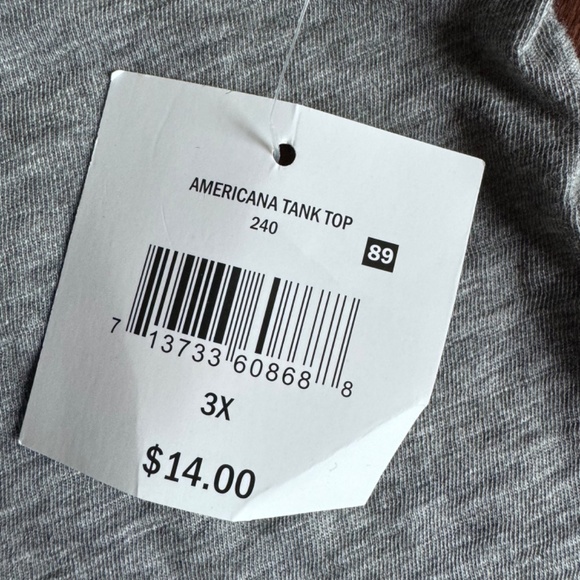 AMERICANA TANK TOP
240
89
7 13733 60868 8
3X
$14.00